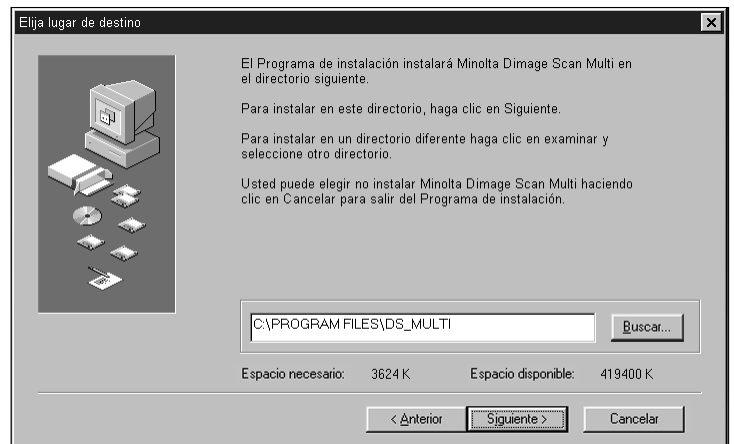 Elija lugar de destino
El Programa de instalación instalará Minolta Dimage Scan Multi en
el directorio siguiente.
Para instalar en este directorio, haga clic en Siguiente.
Para instalar en un directorio diferente haga clic en examinar y
seleccione otro directorio.
Usted puede elegir no instalar Minolta Dimage Scan Multi haciendo
clic en Cancelar para salir del Programa de instalación.
C:\PROGRAM FILES\DS_MULTI
Buscar...
Espacio necesario: 3624 K Espacio disponible: 419400 K
< Anterior Siguiente > Cancelar